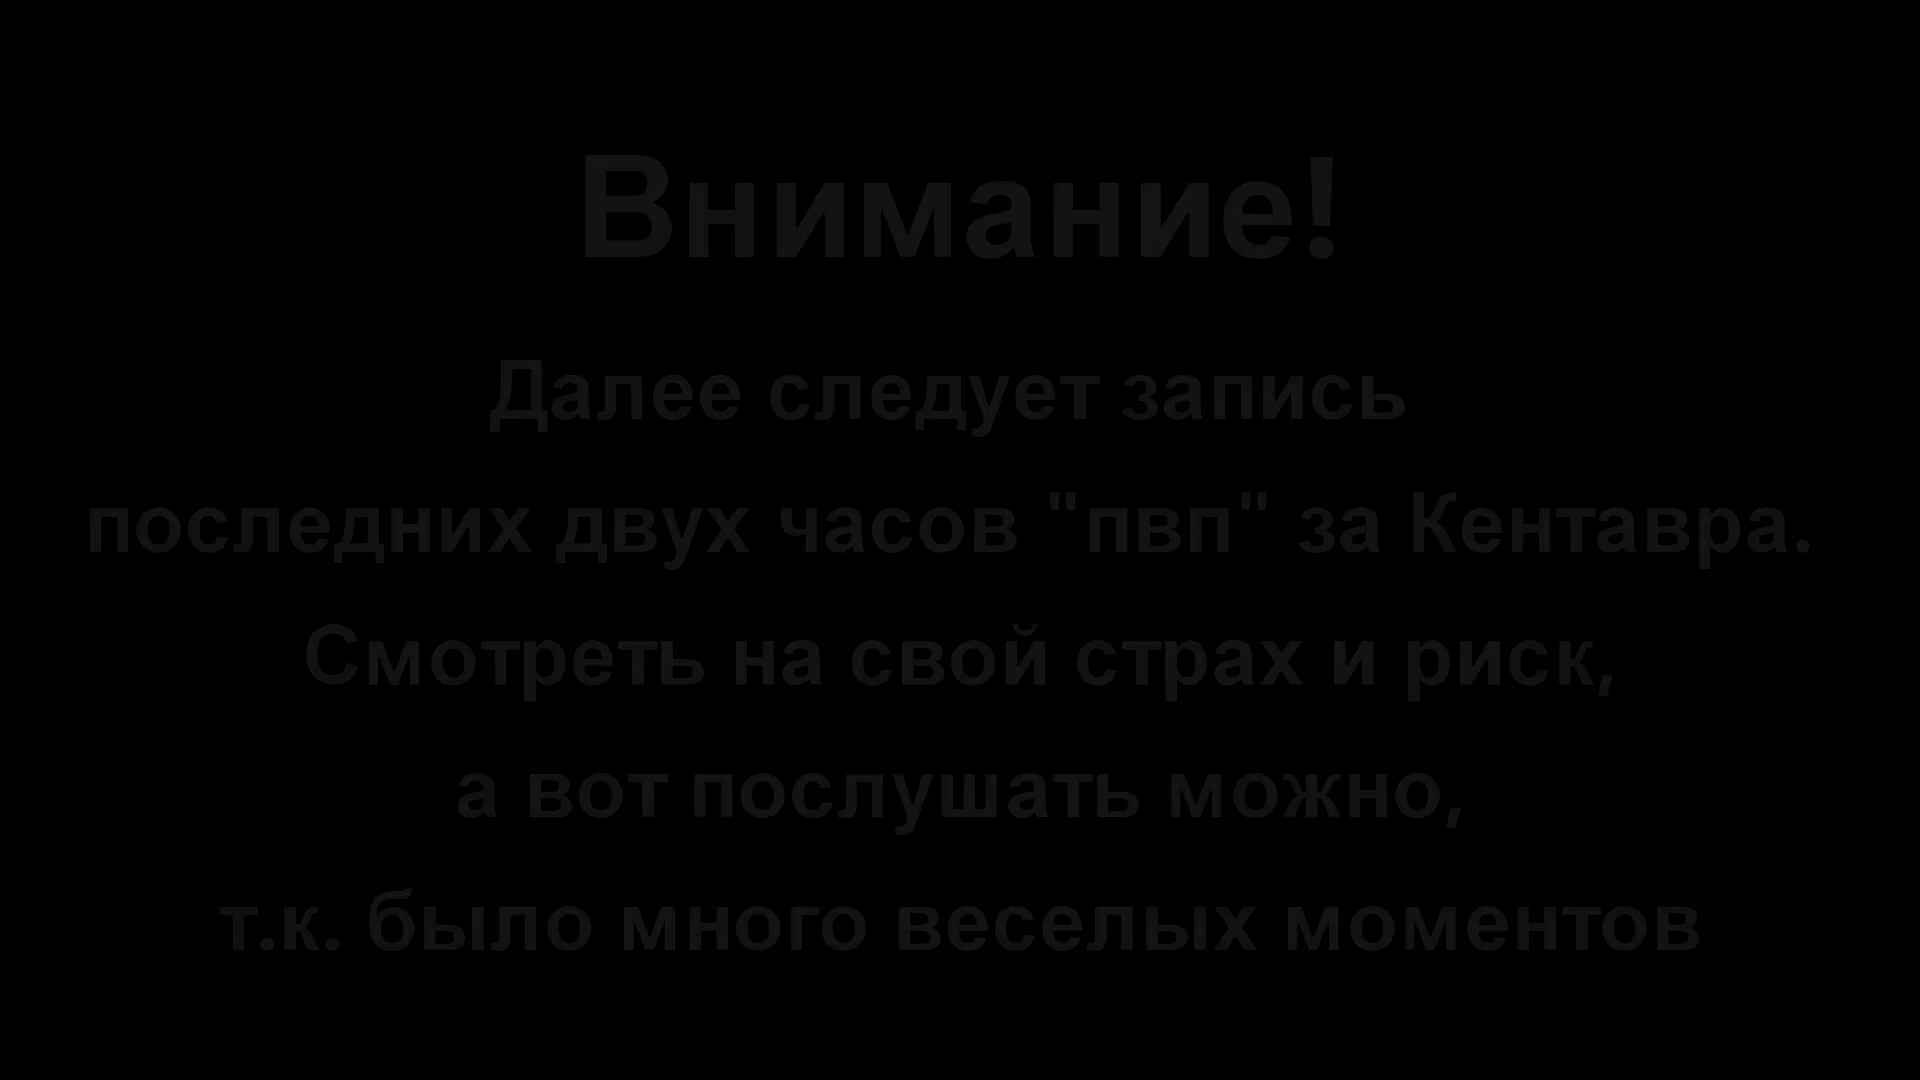 Внимание!
Далее следует запись
последних двух часов "пвп" за Кентавра.
Смотреть на свой страх и риск,
а вот послушать можно,
т.к. было много веселых моментов